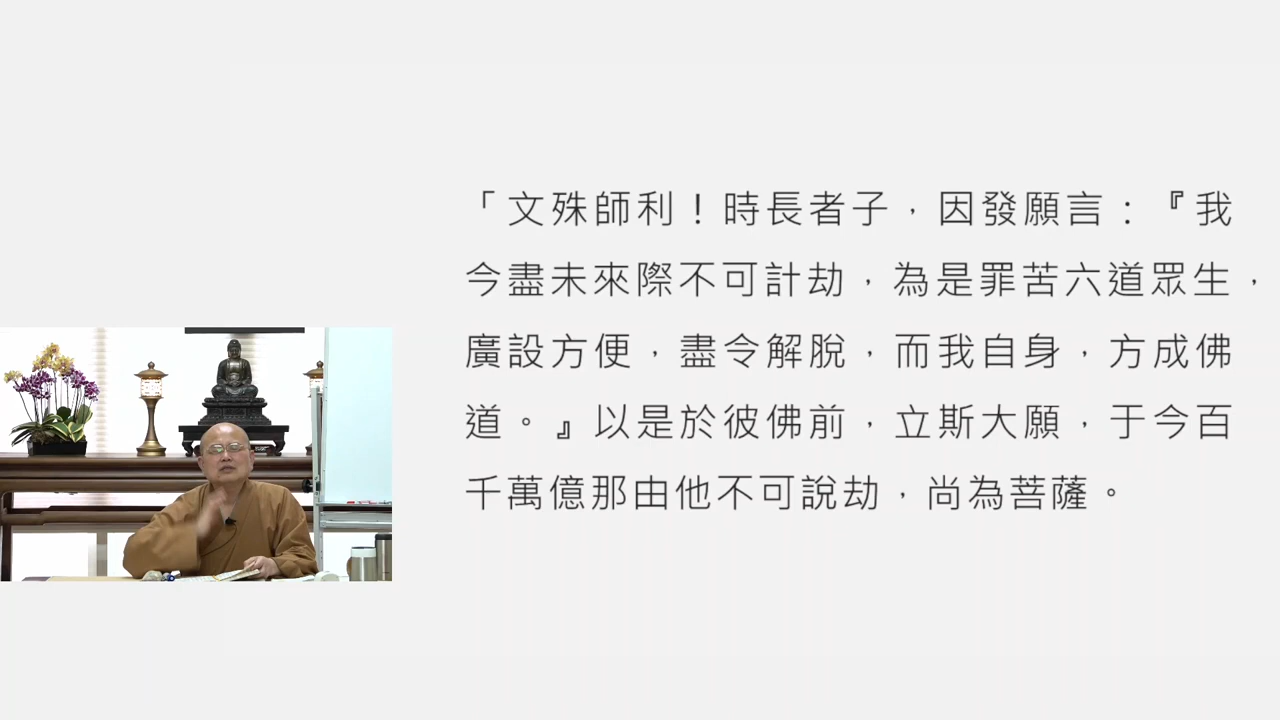 「文殊師利！時長者子，因發願言：『我
今盡未來際不可計劫，為是罪苦六道眾生，
廣設方便，盡令解脫，而我自身，方成佛
道。』以是於彼佛前，立斯大願，于今百
千萬億那由他不可說劫，尚為菩薩。